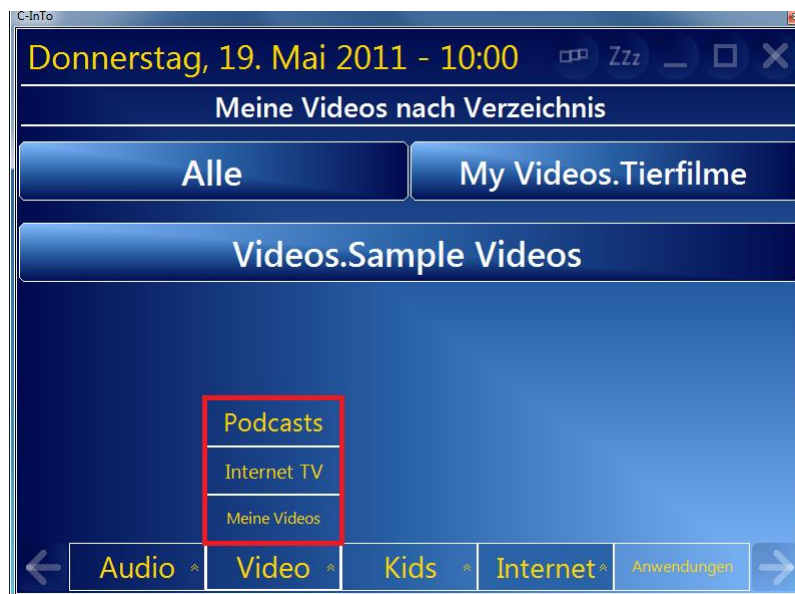 C-InTo
Donnerstag, 19. Mai 2011 - 10:00 Zzz
Meine Videos nach Verzeichnis
Alle My Videos.Tierfilme
Videos.Sample Videos
Podcasts
Internet TV
Meine Videos
Audio Video Kids Internet Anwendungen